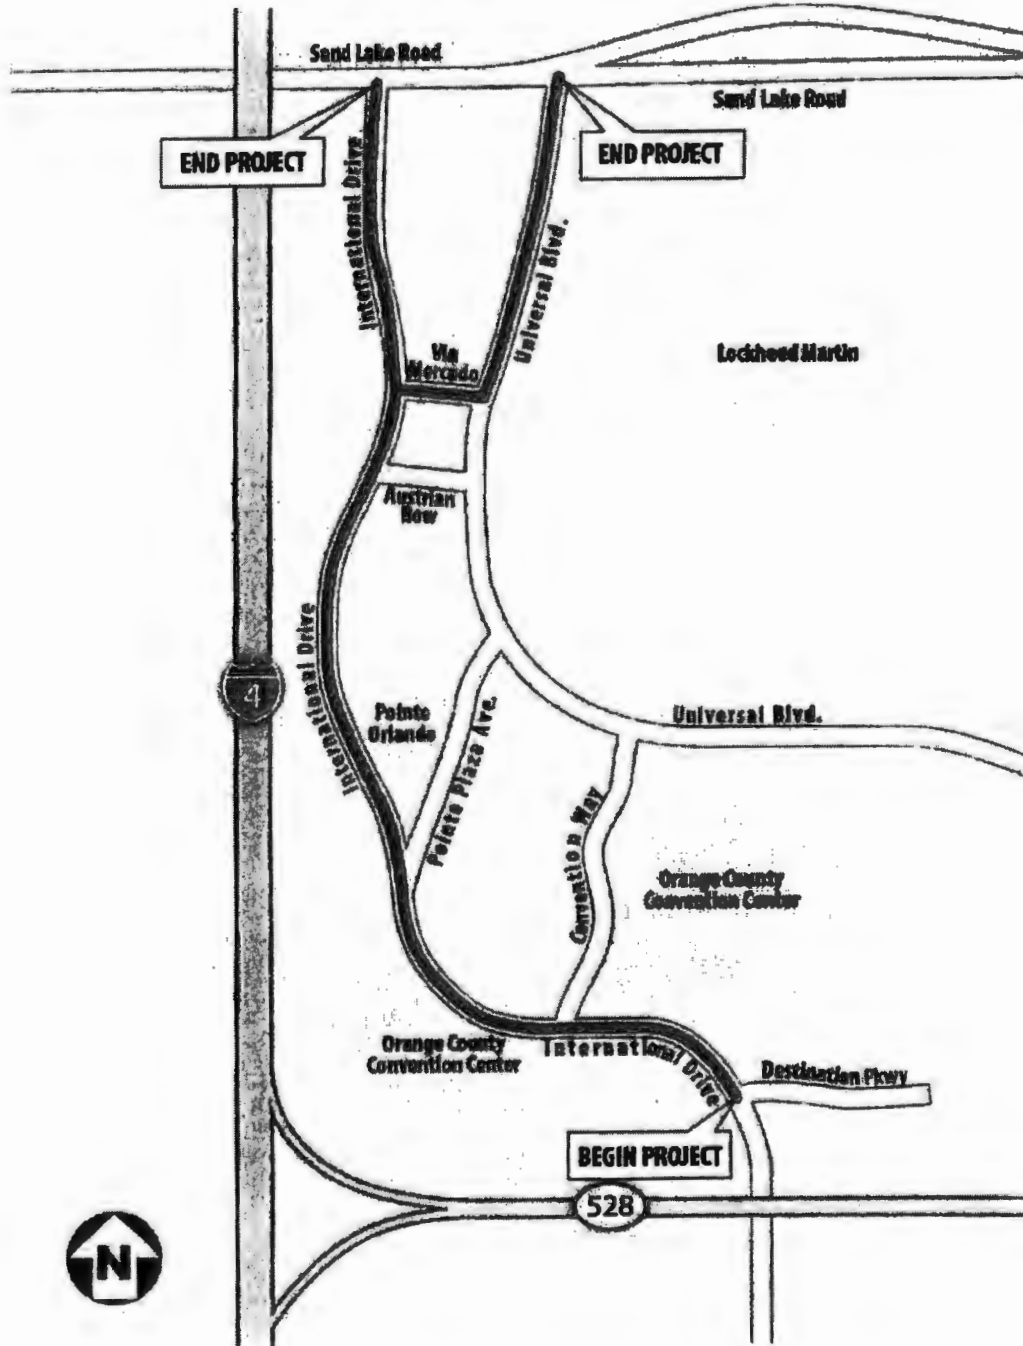 Sand Lake Road
Sand Lake Road
END PROJECT
END PROJECT
International Drive
Universal Blvd.
Via
Mercado
Lockheed Martin
Austrian
Row
International Drive
4
Pointe
Orlando
Pointe Plaza Ave.
Universal Blvd.
Convention Way
Orange County
Convention Center
Orange County
Convention Center
International Drive
Destination Pkwy
BEGIN PROJECT
528
N